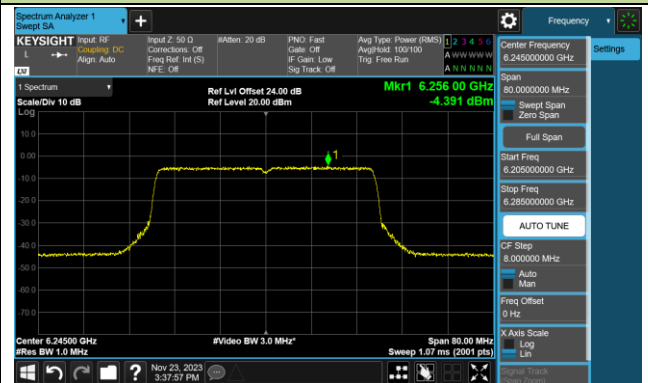 Spectrum Analyzer 1
Swept SA
+
Frequency
KEYSIGHT
L
Input: RF
Coupling: DC
Align: Auto
Input Z: 50 Ω
Corrections: Off
Freq Ref: Int (S)
NFE: Off
#Atten: 20 dB
PNO: Fast
Gate: Off
IF Gain: Low
Sig Track: Off
Avg Type: Power (RMS)
Avg|Hold: 100/100
Trig: Free Run
1 2 3 4 5 6
A W W W W W
A N N N N N
1 Spectrum
Scale/Div 10 dB
Log
Ref Lvl Offset 24.00 dB
Ref Level 20.00 dBm
Mkr1 6.256 00 GHz
-4.391 dBm
10.0
0.00
-10.0
-20.0
-30.0
-40.0
-50.0
-60.0
-70.0
1
Center 6.24500 GHz
#Res BW 1.0 MHz
#Video BW 3.0 MHz*
Span 80.00 MHz
Sweep 1.07 ms (2001 pts)
Nov 23, 2023
3:37:57 PM
?
Center Frequency
6.245000000 GHz
Span
80.0000000 MHz
Swept Span
Zero Span
Full Span
Start Freq
6.205000000 GHz
Stop Freq
6.285000000 GHz
AUTO TUNE
CF Step
8.000000 MHz
Auto
Man
Freq Offset
0 Hz
X Axis Scale
Log
Lin
Signal Track
(Span Zoom)
Settings